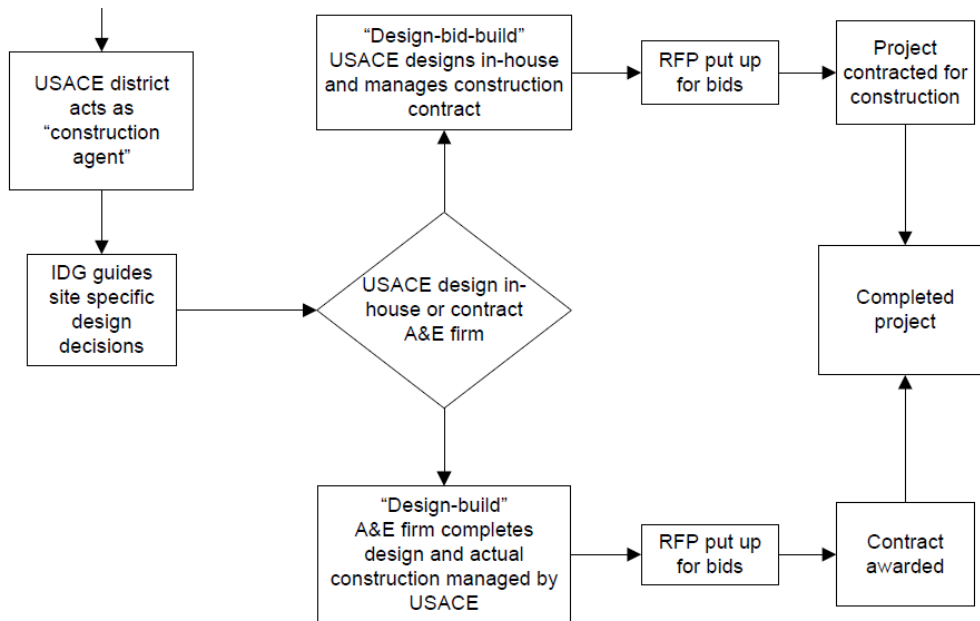 USACE district
acts as
“construction
agent”
IDG guides
site specific
design
decisions
USACE design in-
house or contract
A&E firm
“Design-bid-build”
USACE designs in-house
and manages construction
contract
RFP put up
for bids
Project
contracted for
construction
Completed
project
“Design-build”
A&E firm completes
design and actual
construction managed by
USACE
RFP put up
for bids
Contract
awarded